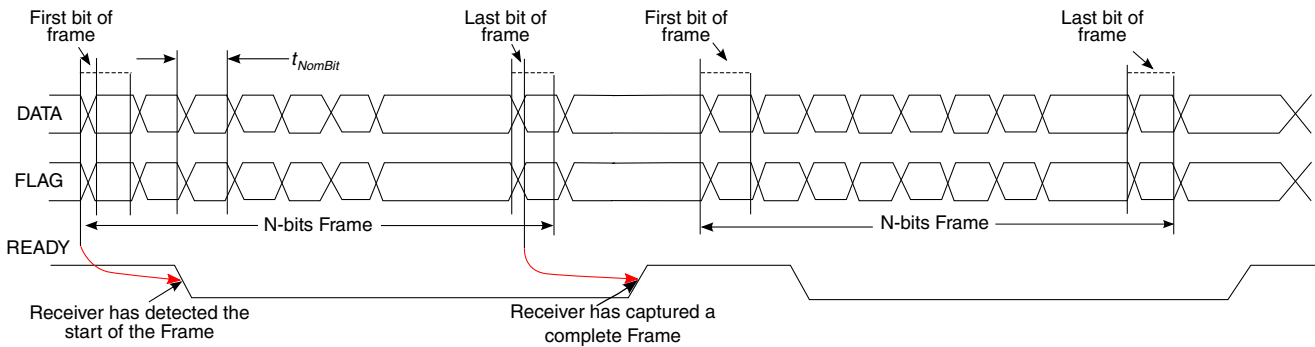 First bit of
frame
Last bit of
frame
First bit of
frame
Last bit of
frame
tNomBit
DATA
FLAG
N-bits Frame
N-bits Frame
READY
Receiver has detected the
start of the Frame
Receiver has captured a
complete Frame